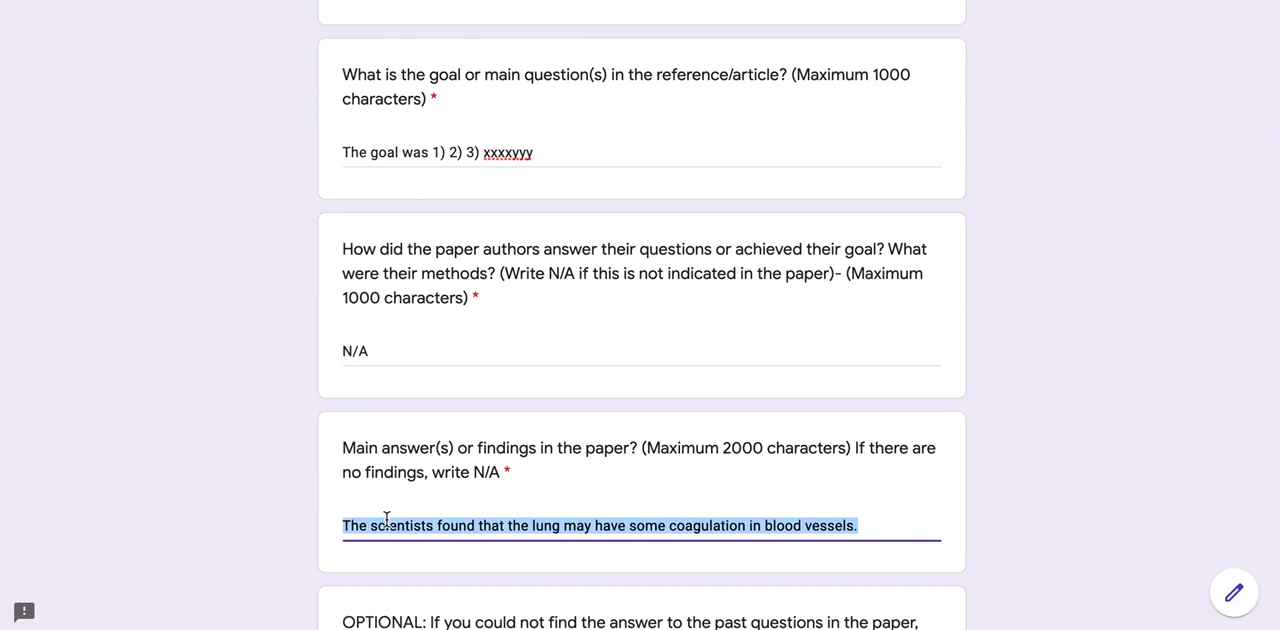 What is the goal or main question(s) in the reference/article? (Maximum 1000
characters) *
The goal was 1) 2) 3) xxxxyyy
How did the paper authors answer their questions or achieved their goal? What
were their methods? (Write N/A if this is not indicated in the paper)- (Maximum
1000 characters) *
N/A
Main answer(s) or findings in the paper? (Maximum 2000 characters) If there are
no findings, write N/A *
The scientists found that the lung may have some coagulation in blood vessels.
OPTIONAL: If you could not find the answer to the past questions in the paper,